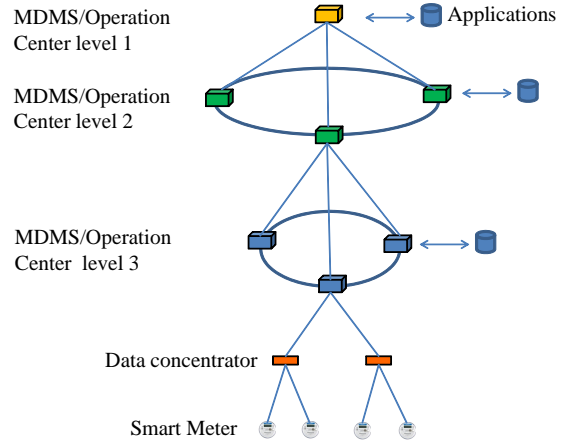 MDMS/Operation
Center level 1
Applications
MDMS/Operation
Center level 2
MDMS/Operation
Center level 3
Data concentrator
Smart Meter